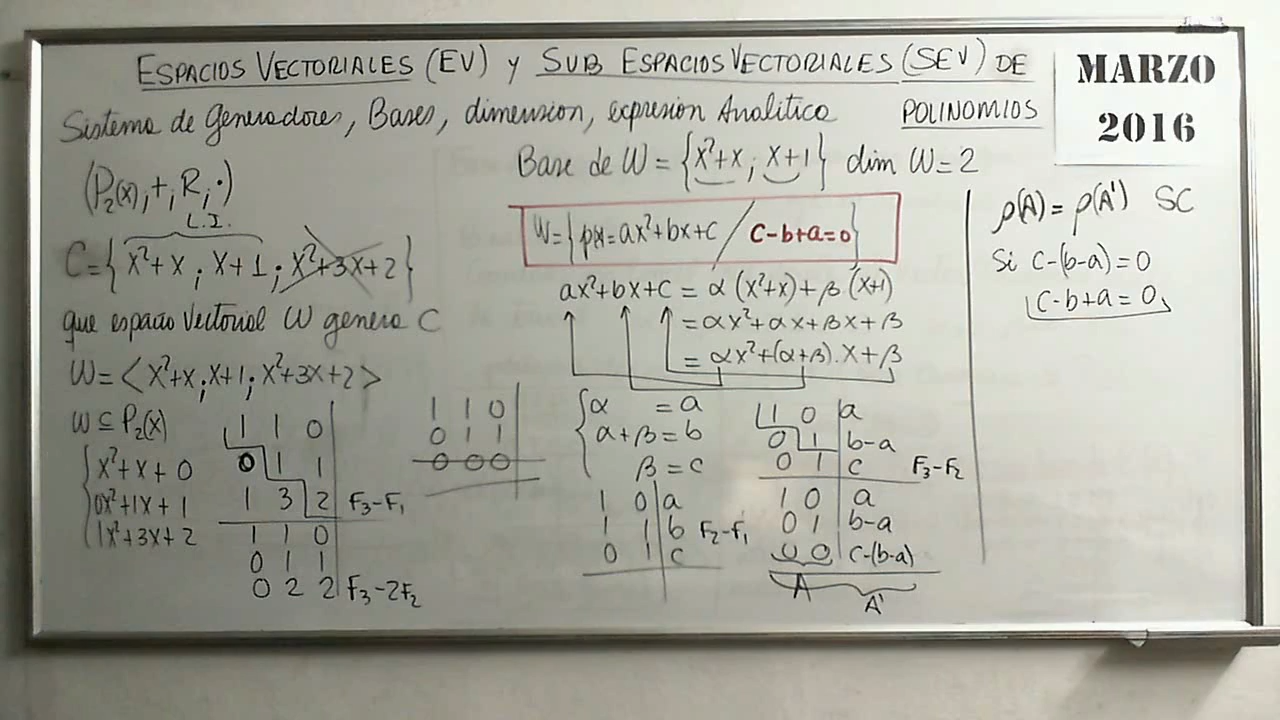 ESPACIOS VECTORIALES (EV) y SUB ESPACIOS VECTORIALES (SEV) DE POLINOMIOS
Sistema de Generadores, Bases, dimension, expresion Analitica
MARZO
2016
(P₂(x), +, R, ·)
L.I.
C = {x²+x ; x+1 ; x²+3x+2}
que espacio vectorial W genera C
W = <x²+x ; x+1 ; x²+3x+2>
W ⊆ P₂(x)
x²+x+0
0x²+1x+1
1x²+3x+2
1 1 0
0 1 1
1 3 2 F₃-F₁
1 1 0
0 1 1
0 2 2 F₃-2F₂
1 1 0
0 1 1
0 0 0
Base de W = {x²+x ; x+1} dim W = 2
W = {p(x) = ax²+bx+c / c-b+a=0}
ax²+bx+c = α(x²+x)+β(x+1)
= αx²+αx+βx+β
= αx²+(α+β).x+β
α = a
α+β = b
β = c
1 0 a
1 1 b F₂-f₁
0 1 c
1 0 a
0 1 b-a
0 1 c F₃-F₂
1 0 a
0 1 b-a
0 0 c-(b-a)
A
A'
ρ(A) = ρ(A') SC
Si c-(b-a)=0
c-b+a=0